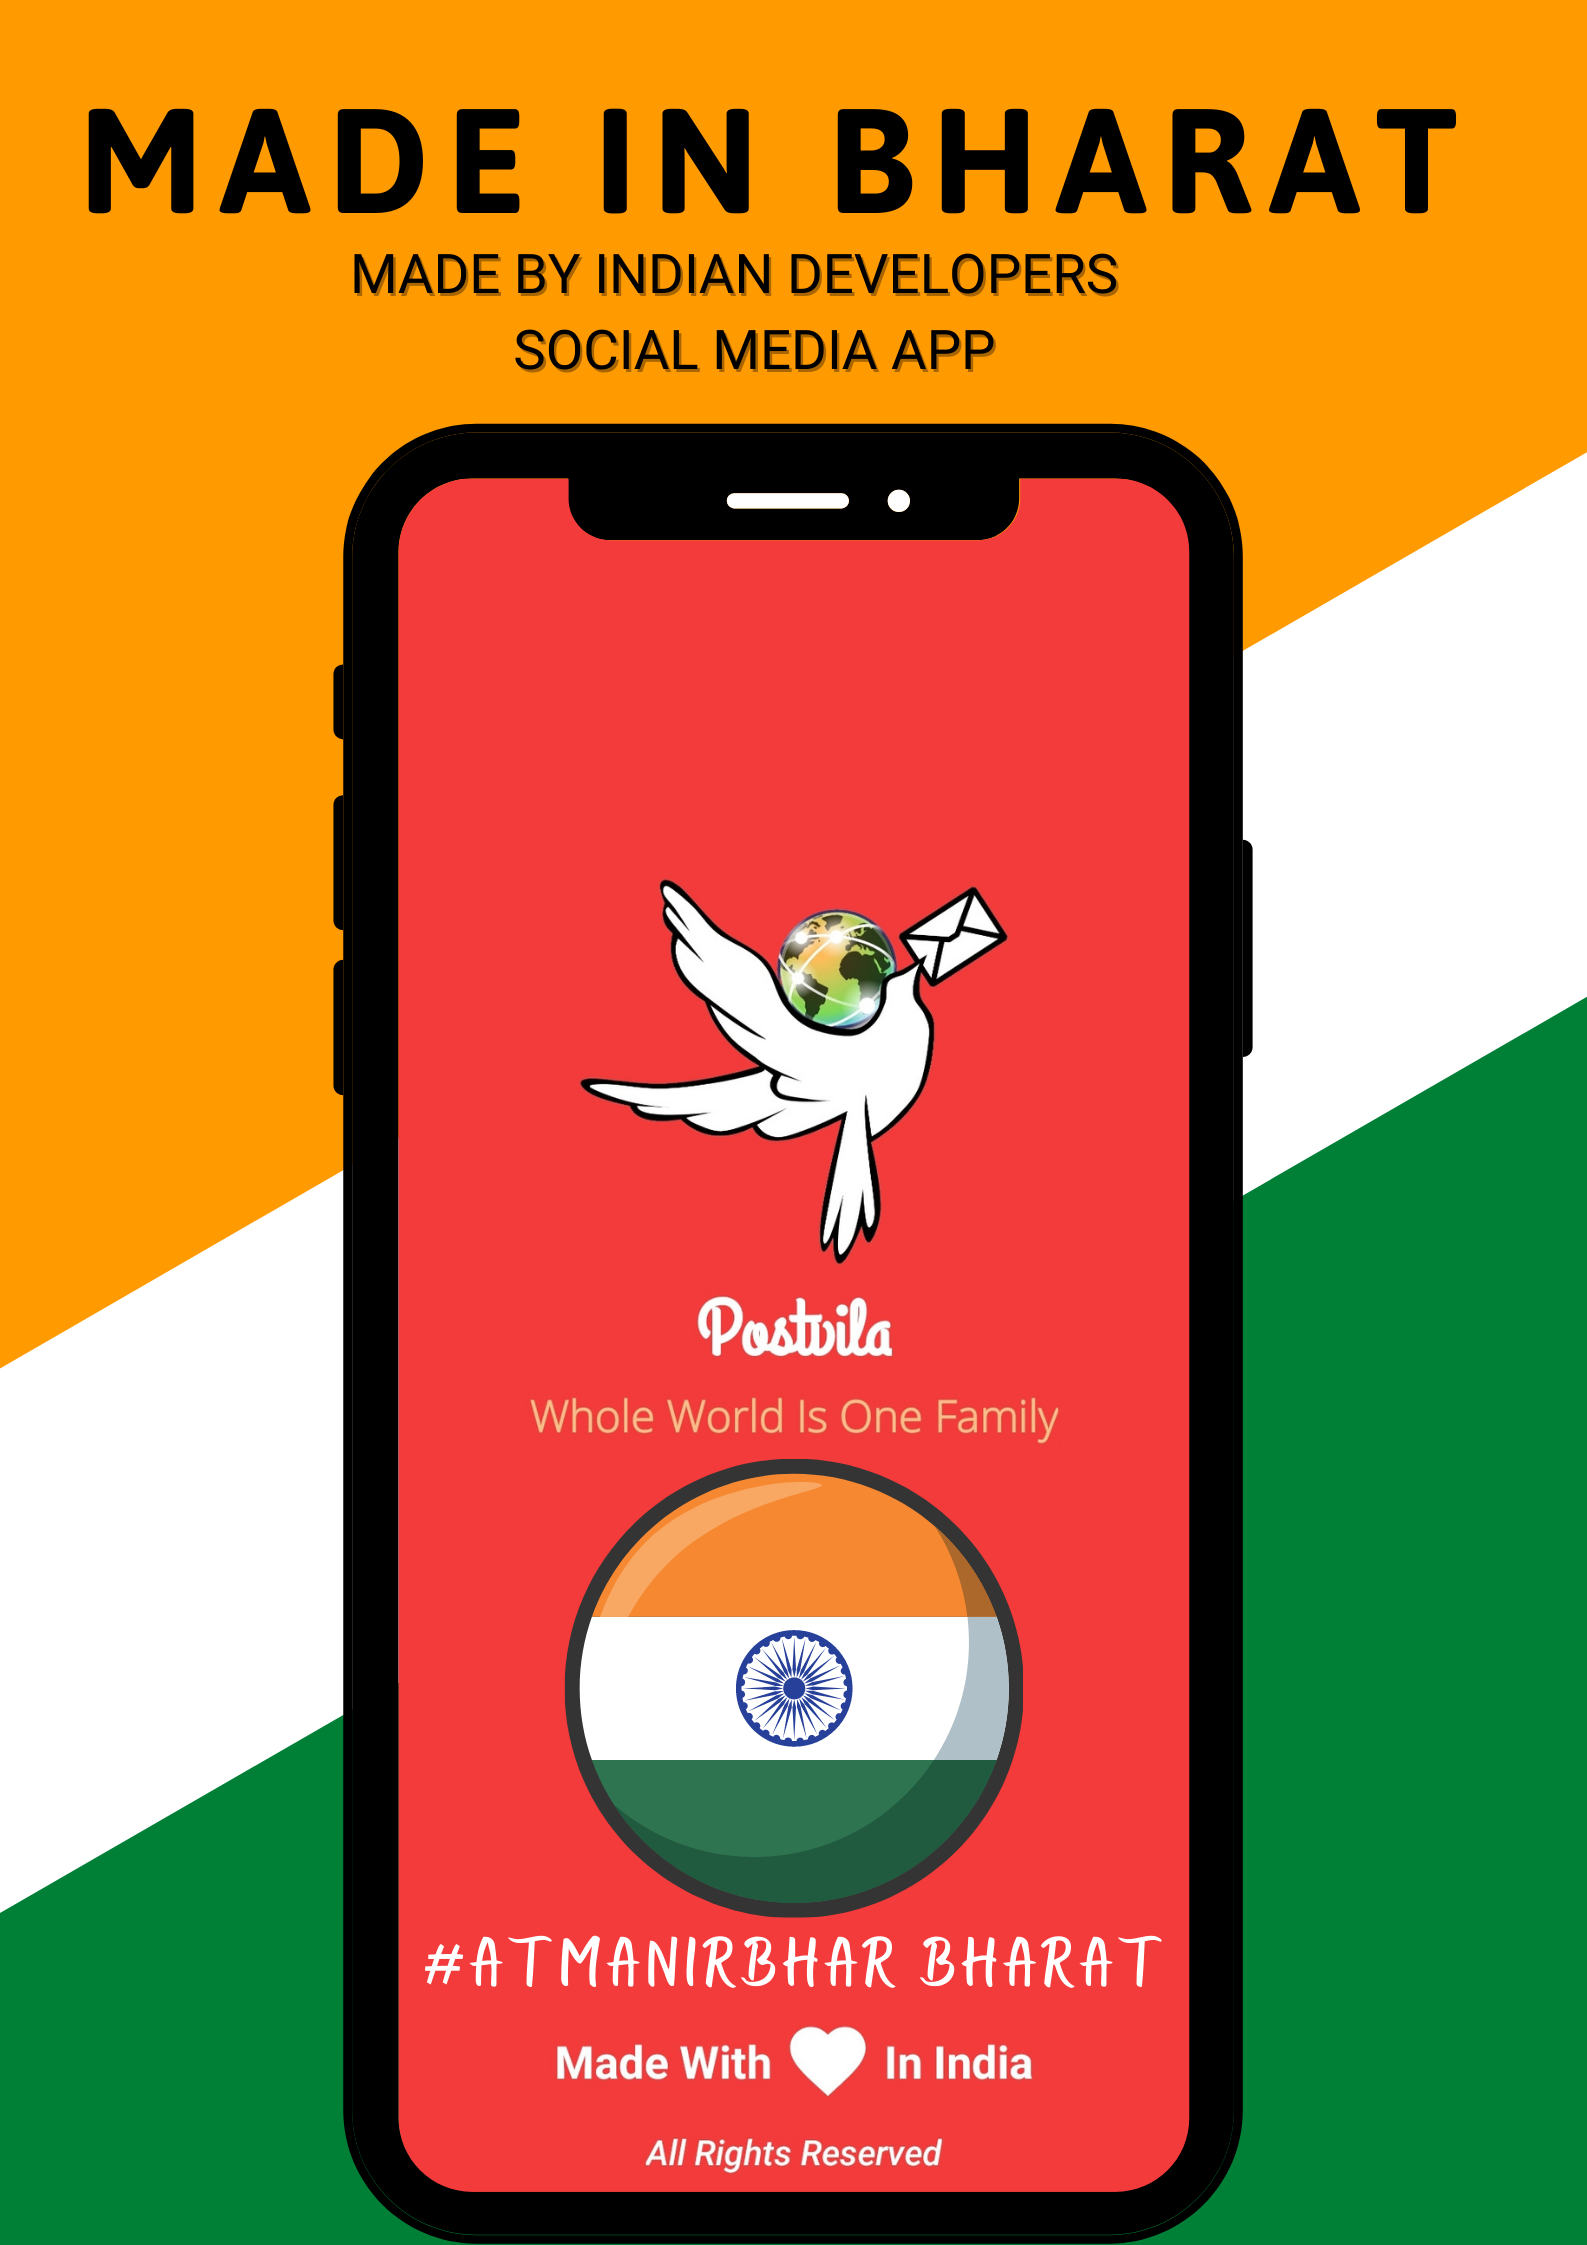 MADE IN BHARAT
MADE BY INDIAN DEVELOPERS
SOCIAL MEDIA APP
Postvila
Whole World Is One Family
#ATMANIRBHAR BHARAT
Made With In India
All Rights Reserved